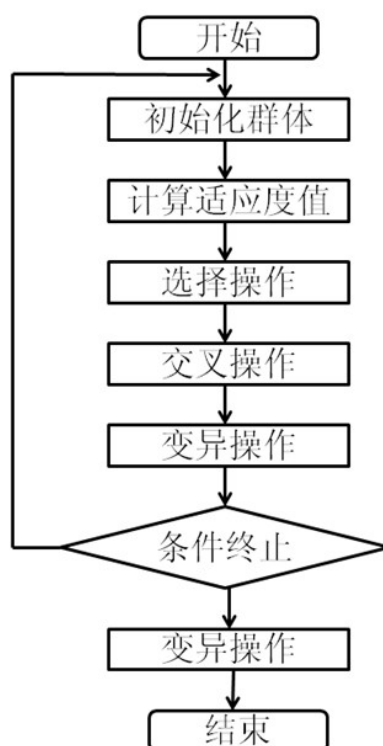 开始
初始化群体
计算适应度值
选择操作
交叉操作
变异操作
条件终止
变异操作
结束